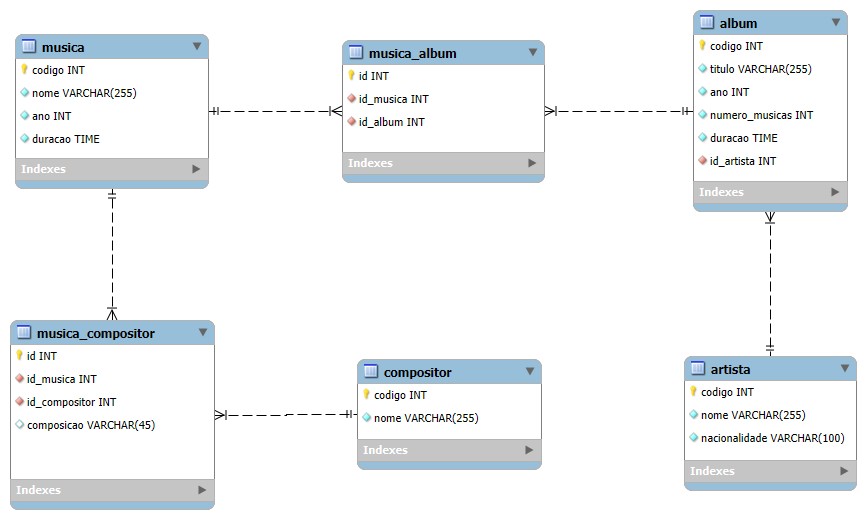 musica
codigo INT
nome VARCHAR(255)
ano INT
duracao TIME
Indexes
musica_album
id INT
id_musica INT
id_album INT
Indexes
album
codigo INT
titulo VARCHAR(255)
ano INT
numero_musicas INT
duracao TIME
id_artista INT
Indexes
musica_compositor
id INT
id_musica INT
id_compositor INT
composicao VARCHAR(45)
Indexes
compositor
codigo INT
nome VARCHAR(255)
Indexes
artista
codigo INT
nome VARCHAR(255)
nacionalidade VARCHAR(100)
Indexes